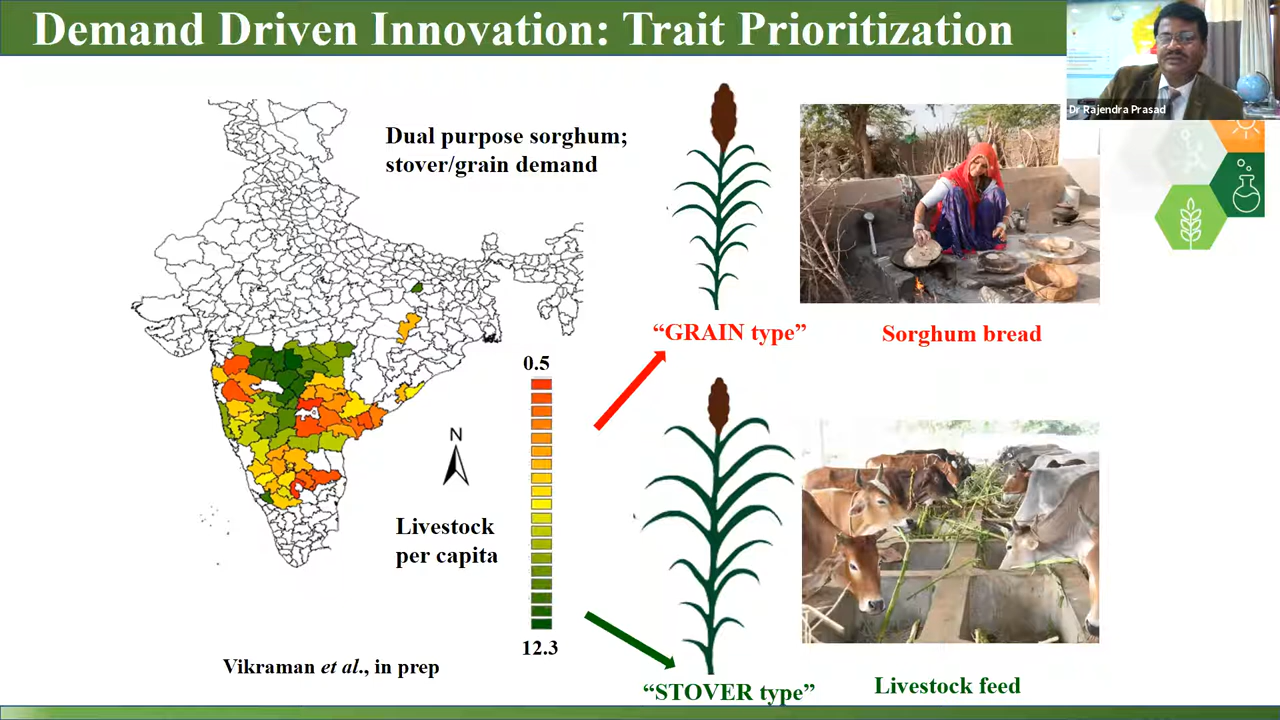 Demand Driven Innovation: Trait Prioritization
Dr Rajendra Prasad
Dual purpose sorghum;
stover/grain demand
“GRAIN type”
Sorghum bread
0.5
N
Livestock
per capita
12.3
Vikraman et al., in prep
“STOVER type”
Livestock feed